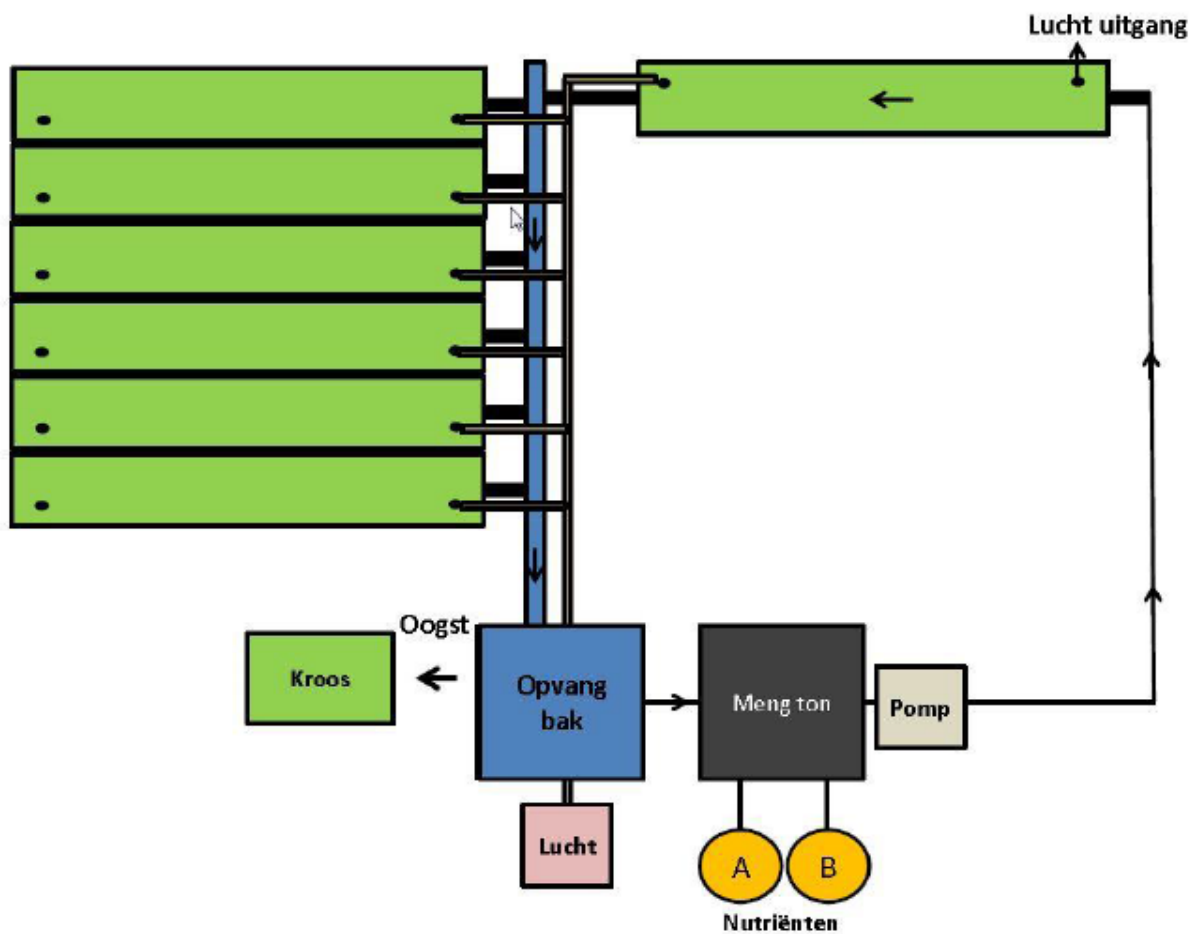 Lucht uitgang
Oogst
Kroos
Opvang
bak
Meng ton
Pomp
Lucht
A
B
Nutriënten